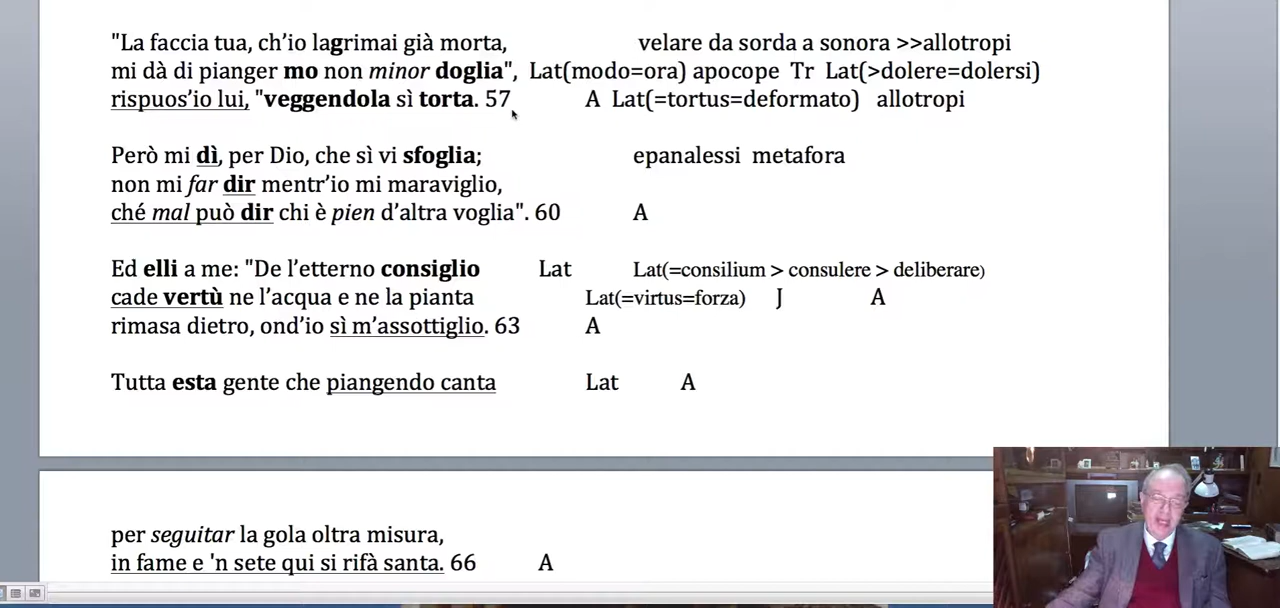 "La faccia tua, ch'io lagrimai già morta, velare da sorda a sonora >>allotropi
mi dà di pianger mo non minor doglia", Lat(modo=ora) apocope Tr Lat(>dolere=dolersi)
rispuos'io lui, "veggendola sì torta. 57 A Lat(=tortus=deformato) allotropi
Però mi dì, per Dio, che sì vi sfoglia; epanalessi metafora
non mi far dir mentr'io mi maraviglio,
ché mal può dir chi è pien d'altra voglia". 60 A
Ed elli a me: "De l'etterno consiglio Lat Lat(=consilium > consulere > deliberare)
cade vertù ne l'acqua e ne la pianta Lat(=virtus=forza) J A
rimasa dietro, ond'io sì m'assottiglio. 63 A
Tutta esta gente che piangendo canta Lat A
per seguitar la gola oltra misura,
in fame e 'n sete qui si rifà santa. 66 A